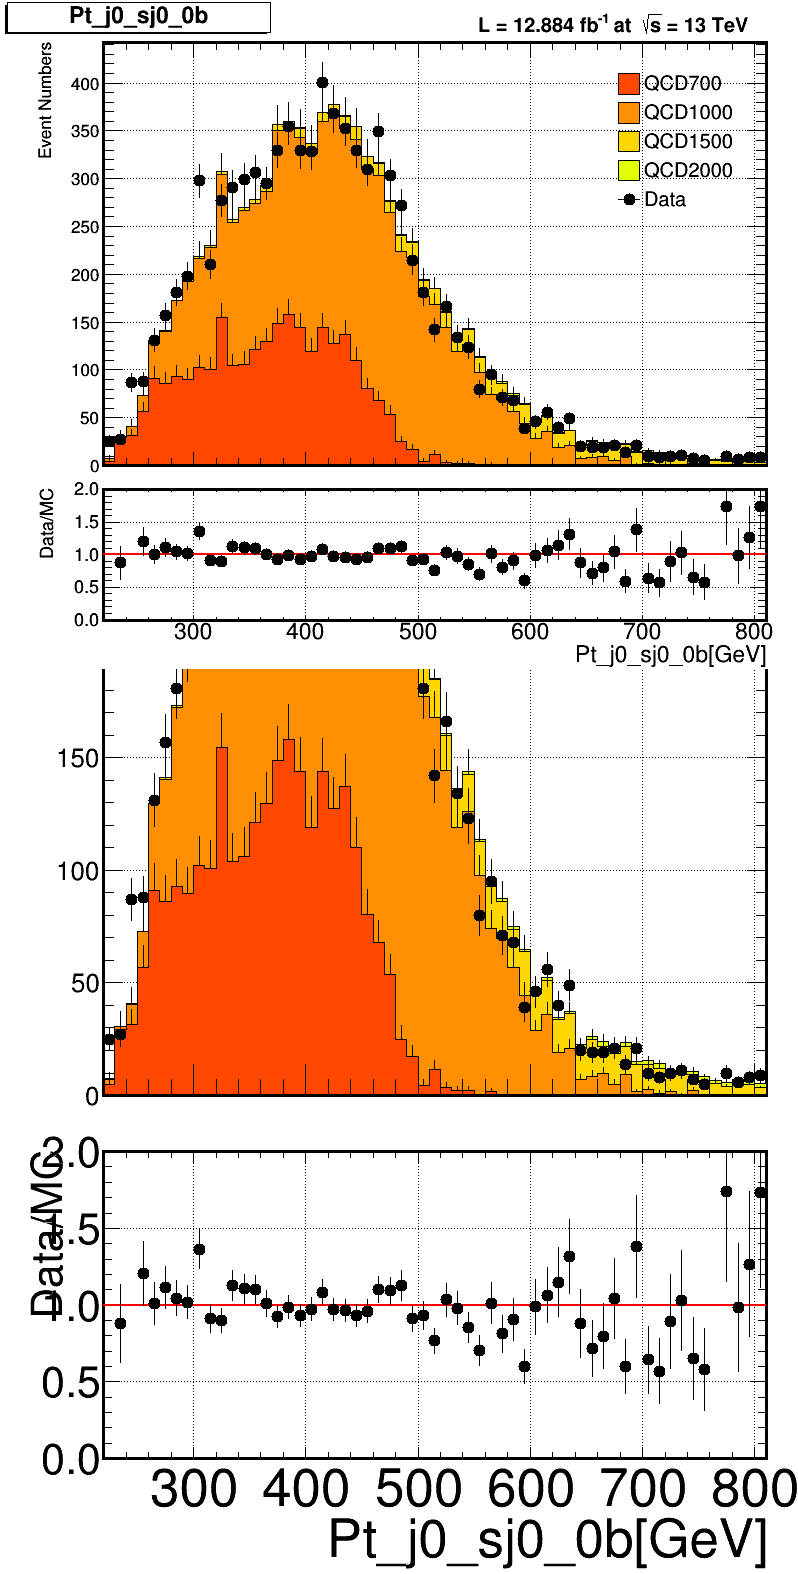 Pt_j0_sj0_0b
L = 12.884 fb-1 at √s = 13 TeV
Event Numbers
400
350
300
250
200
150
100
50
0
QCD700
QCD1000
QCD1500
QCD2000
Data
Data/MC
2.0
1.5
1.0
0.5
0.0
300 400 500 600 700 800
Pt_j0_sj0_0b[GeV]
150
100
50
0
Data/MC
2.0
1.5
1.0
0.5
0.0
300 400 500 600 700 800
Pt_j0_sj0_0b[GeV]